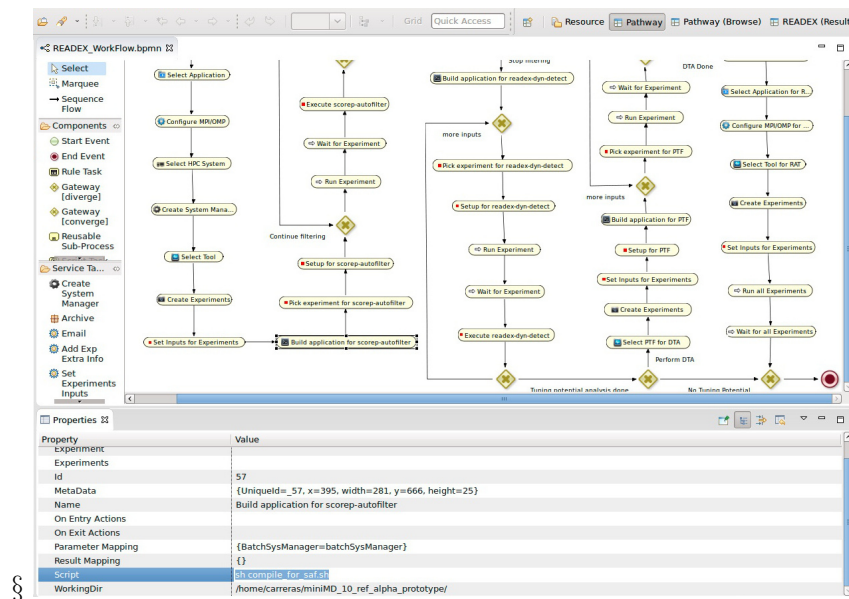 Grid
Quick Access
Resource
Pathway
Pathway (Browse)
READEX (Result
READEX_WorkFlow.bpmn
Select
Marquee
Sequence
Flow
Components
Start Event
End Event
Rule Task
Gateway
[diverge]
Gateway
[converge]
Reusable
Sub-Process
Service Ta...
Create
System
Manager
Archive
Email
Add Exp
Extra Info
Set
Experiments
Inputs
Select Application
Configure MPI/OMP
Select HPC System
Create System Mana...
Select Tool
Create Experiments
Set Inputs for Experiments
Execute scorep-autofilter
Wait for Experiment
Run Experiment
Continue filtering
Setup for scorep-autofilter
Pick experiment for scorep-autofilter
Build application for scorep-autofilter
Stop filtering
Build application for readex-dyn-detect
more inputs
Pick experiment for readex-dyn-detect
Setup for readex-dyn-detect
Run Experiment
Wait for Experiment
Execute readex-dyn-detect
Tuning potential analysis done
DTA Done
Wait for Experiment
Run Experiment
Pick experiment for PTF
more inputs
Build application for PTF
Setup for PTF
Set Inputs for Experiments
Create Experiments
Select PTF for DTA
Perform DTA
No Tuning Potential
Select Application for R...
Configure MPI/OMP for ...
Select Tool for RAT
Create Experiments
Set Inputs for Experiments
Run all Experiments
Wait for all Experiments
Properties
Property Value
Experiment
Experiments
Id 57
MetaData {UniqueId=_57, x=395, width=281, y=666, height=25}
Name Build application for scorep-autofilter
On Entry Actions
On Exit Actions
Parameter Mapping {BatchSysManager=batchSysManager}
Result Mapping {}
Script sh compile_for_saf.sh
WorkingDir /home/carreras/miniMD_10_ref_alpha_prototype/
§